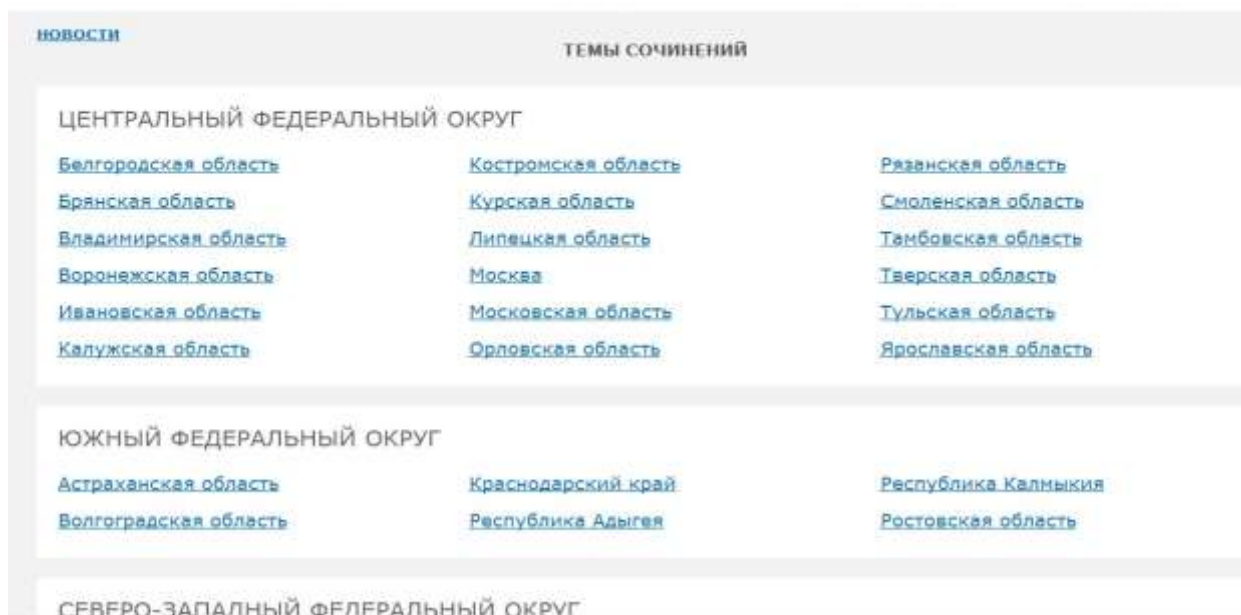 НОВОСТИ
ТЕМЫ СОЧИНЕНИЙ
ЦЕНТРАЛЬНЫЙ ФЕДЕРАЛЬНЫЙ ОКРУГ
Белгородская область Костромская область Рязанская область
Брянская область Курская область Смоленская область
Владимирская область Липецкая область Тамбовская область
Воронежская область Москва Тверская область
Ивановская область Московская область Тульская область
Калужская область Орловская область Ярославская область
ЮЖНЫЙ ФЕДЕРАЛЬНЫЙ ОКРУГ
Астраханская область Краснодарский край Республика Калмыкия
Волгоградская область Республика Адыгея Ростовская область
СЕВЕРО-ЗАПАДНЫЙ ФЕДЕРАЛЬНЫЙ ОКРУГ